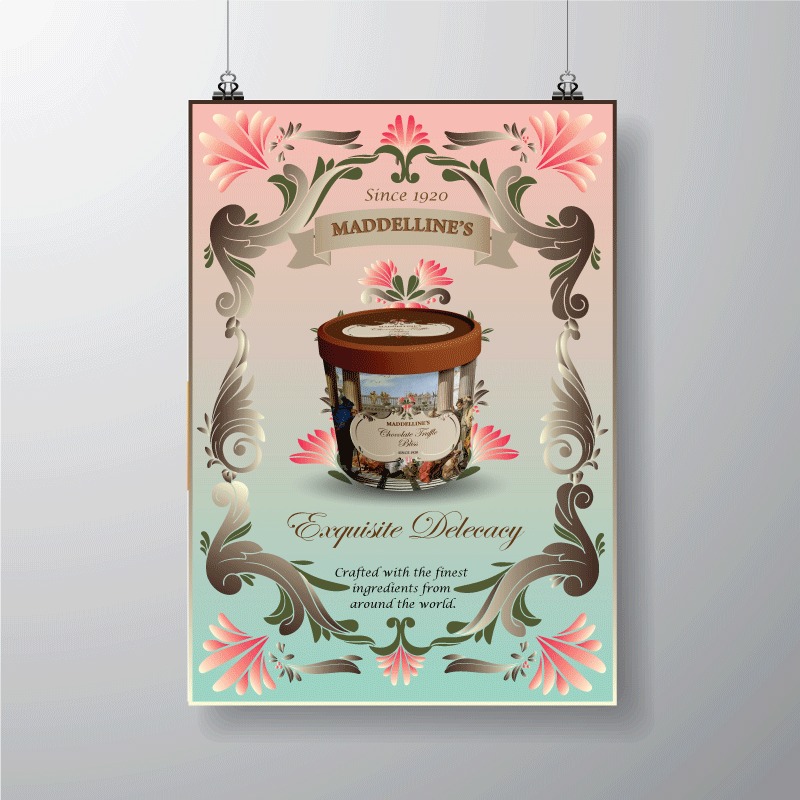 Since 1920
MADDELLINE'S
MADDELLINE'S
MADDELLINE'S
Chocolate Truffle
Bliss
SINCE 1920
Exquisite Delecacy
Crafted with the finest
ingredients from
around the world.